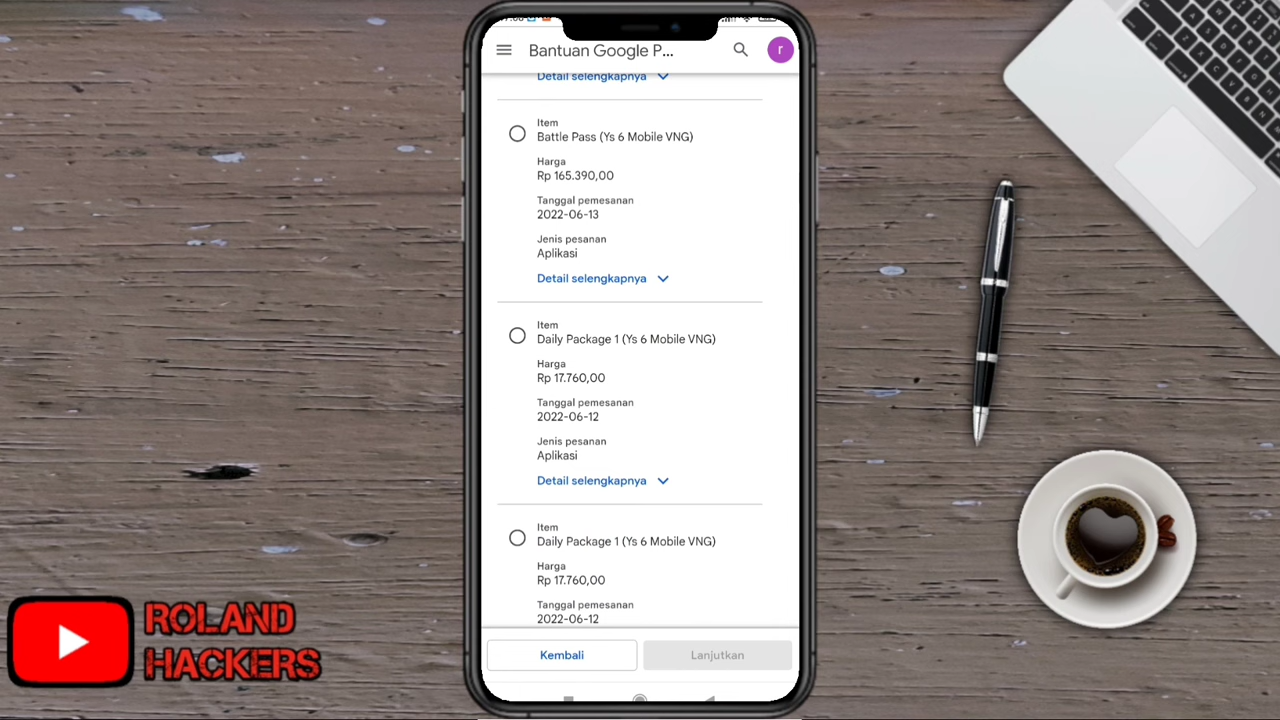 Bantuan Google P...
r
Detail selengkapnya
Item
Battle Pass (Ys 6 Mobile VNG)
Harga
Rp 165.390,00
Tanggal pemesanan
2022-06-13
Jenis pesanan
Aplikasi
Detail selengkapnya
Item
Daily Package 1 (Ys 6 Mobile VNG)
Harga
Rp 17.760,00
Tanggal pemesanan
2022-06-12
Jenis pesanan
Aplikasi
Detail selengkapnya
Item
Daily Package 1 (Ys 6 Mobile VNG)
Harga
Rp 17.760,00
Tanggal pemesanan
2022-06-12
Kembali
Lanjutkan
ROLAND
HACKERS